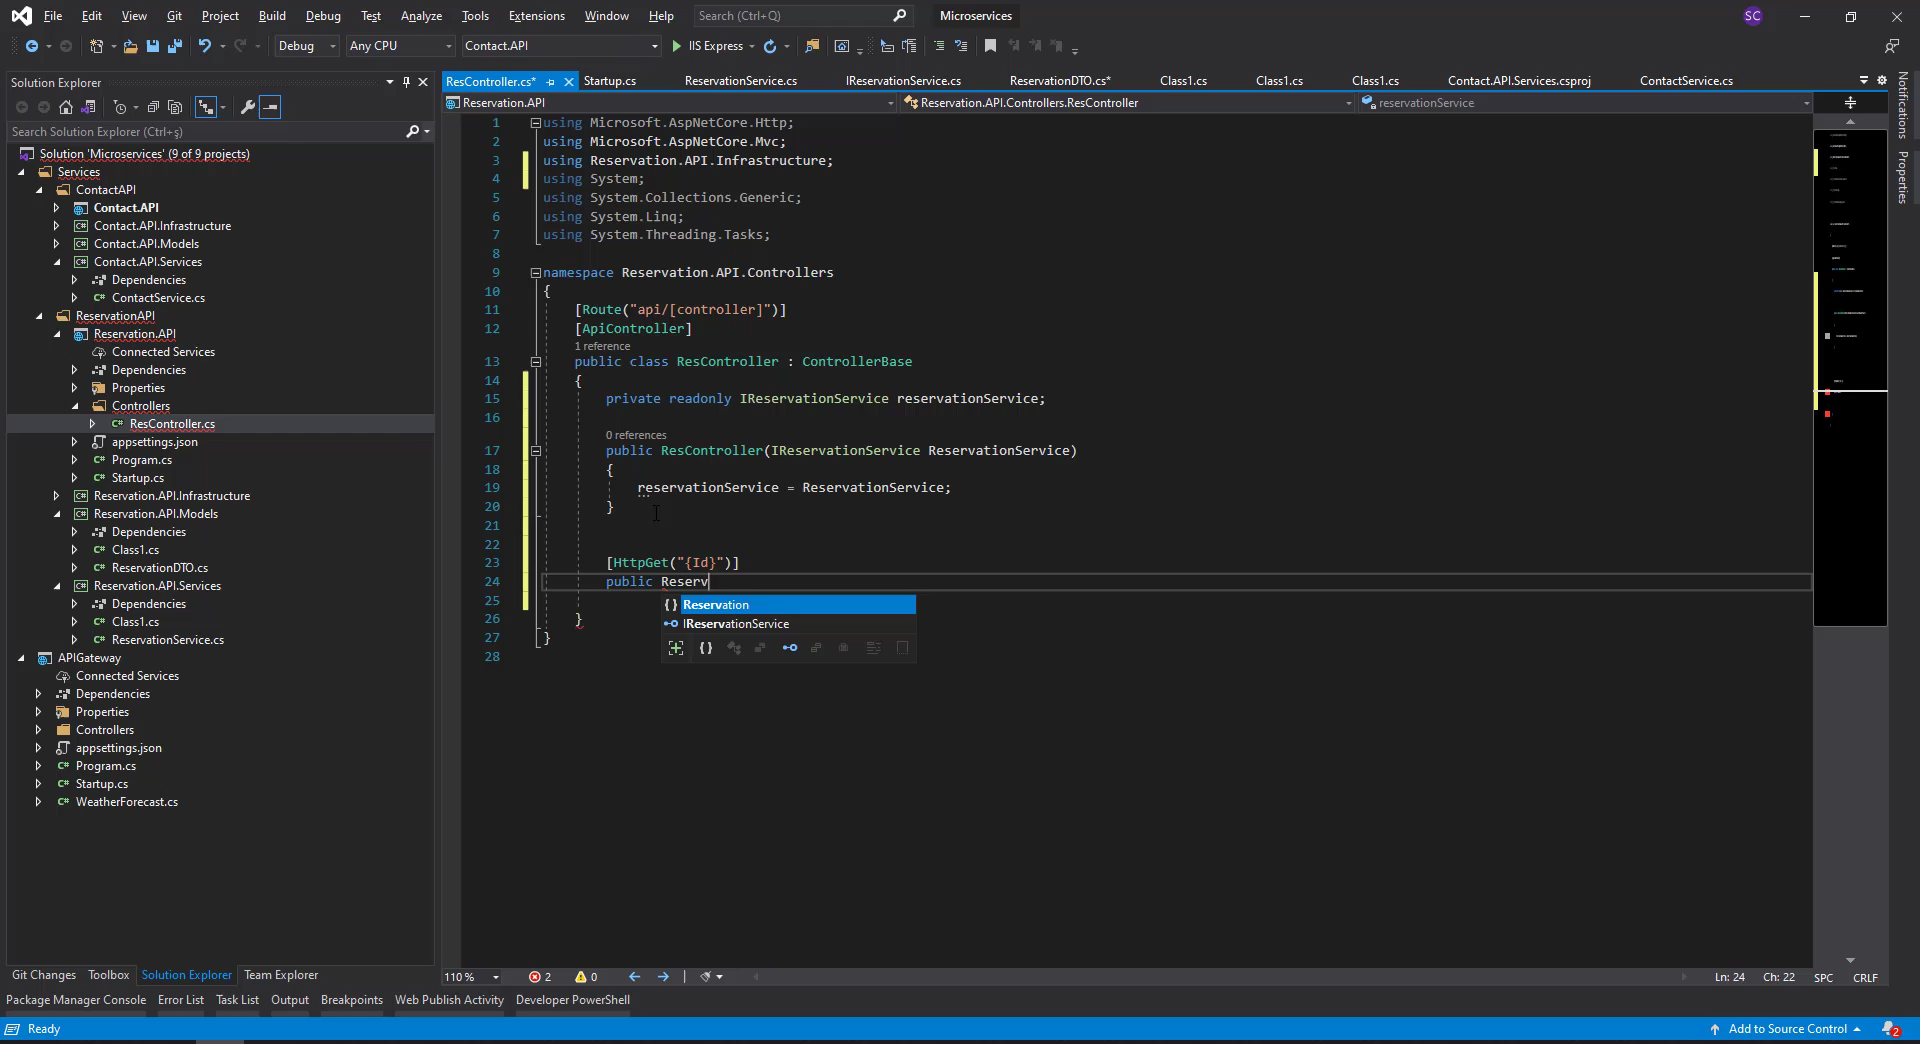 File Edit View Git Project Build Debug Test Analyze Tools Extensions Window Help Search (Ctrl+Q) Microservices SC
Debug Any CPU Contact.API IIS Express
Solution Explorer
Search Solution Explorer (Ctrl+ş)
Solution 'Microservices' (9 of 9 projects)
Services
ContactAPI
Contact.API
Contact.API.Infrastructure
Contact.API.Models
Contact.API.Services
Dependencies
C# ContactService.cs
ReservationAPI
Reservation.API
Connected Services
Dependencies
Properties
Controllers
C# ResController.cs
appsettings.json
C# Program.cs
C# Startup.cs
Reservation.API.Infrastructure
Reservation.API.Models
Dependencies
C# Class1.cs
C# ReservationDTO.cs
Reservation.API.Services
Dependencies
C# Class1.cs
C# ReservationService.cs
APIGateway
Connected Services
Dependencies
Properties
Controllers
appsettings.json
C# Program.cs
C# Startup.cs
C# WeatherForecast.cs
Git Changes Toolbox Solution Explorer Team Explorer
ResController.cs* Startup.cs ReservationService.cs IReservationService.cs ReservationDTO.cs* Class1.cs Class1.cs Class1.cs Contact.API.Services.csproj ContactService.cs
Reservation.API Reservation.API.Controllers.ResController reservationService
1 using Microsoft.AspNetCore.Http;
2 using Microsoft.AspNetCore.Mvc;
3 using Reservation.API.Infrastructure;
4 using System;
5 using System.Collections.Generic;
6 using System.Linq;
7 using System.Threading.Tasks;
8
9 namespace Reservation.API.Controllers
10 {
11 [Route("api/[controller]")]
12 [ApiController]
1 reference
13 public class ResController : ControllerBase
14 {
15 private readonly IReservationService reservationService;
16
0 references
17 public ResController(IReservationService ReservationService)
18 {
19 reservationService = ReservationService;
20 }
21
22
23 [HttpGet("{Id}")]
24 public Reserv
25
26 }
27 }
28
{ } Reservation
IReservationService
110 % 2 0 Ln: 24 Ch: 22 SPC CRLF
Notifications
Properties
Package Manager Console Error List Task List Output Breakpoints Web Publish Activity Developer PowerShell
Ready Add to Source Control 2